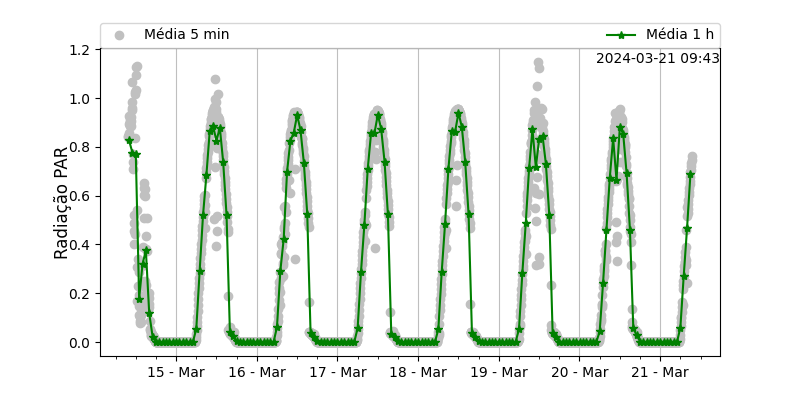 Média 5 min
Média 1 h
2024-03-21 09:43
Radiação PAR
1.2
1.0
0.8
0.6
0.4
0.2
0.0
15 - Mar
16 - Mar
17 - Mar
18 - Mar
19 - Mar
20 - Mar
21 - Mar